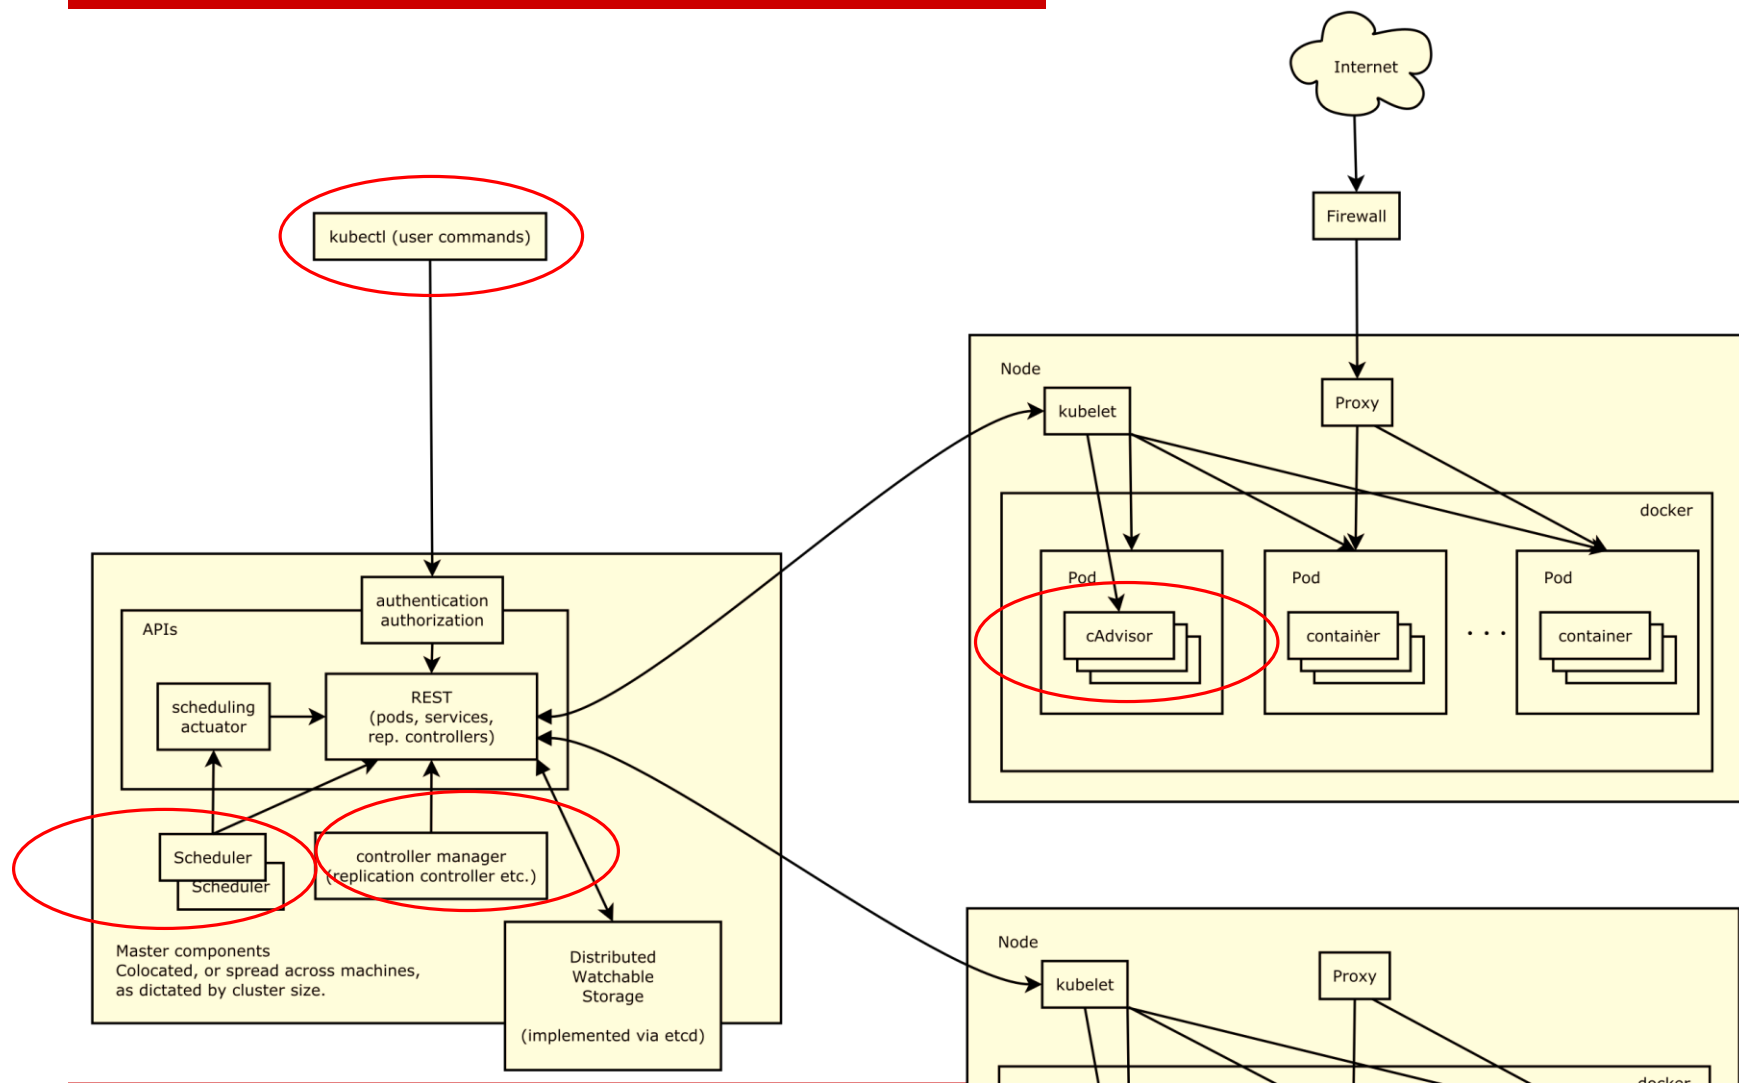 Internet
Firewall
kubectl (user commands)
Node
kubelet
Proxy
docker
Pod
cAdvisor
Pod
container
. . .
Pod
container
authentication
authorization
APIs
REST
(pods, services,
rep. controllers)
scheduling
actuator
Scheduler
Scheduler
controller manager
(replication controller etc.)
Master components
Colocated, or spread across machines,
as dictated by cluster size.
Distributed
Watchable
Storage
(implemented via etcd)
Node
kubelet
Proxy
docker